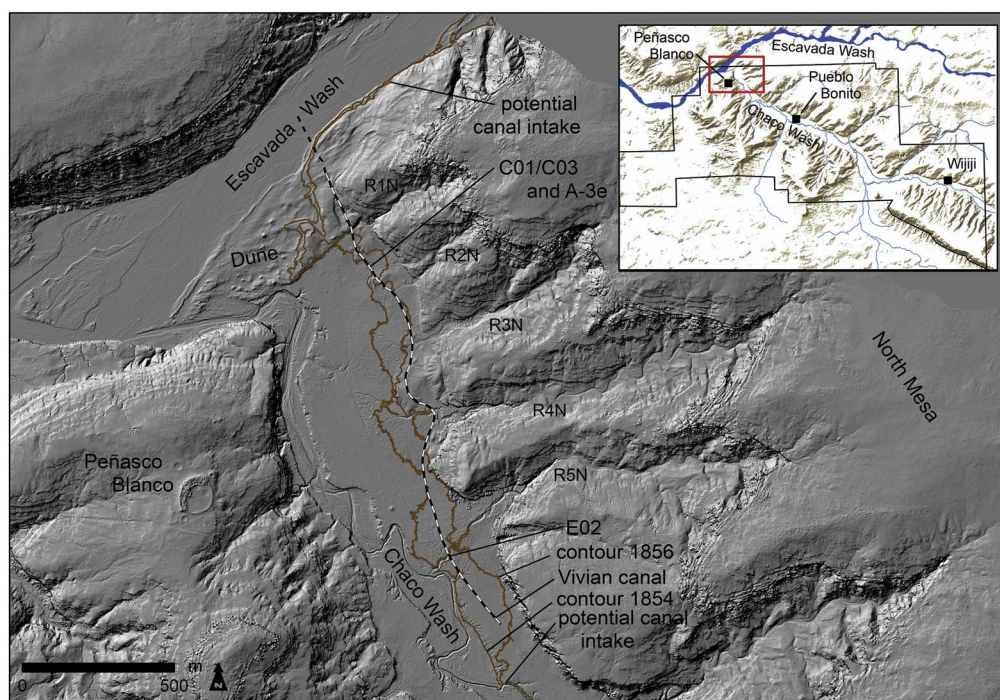 Escavada Wash
potential
canal intake
C01/C03
and A-3e
R1N
R2N
Dune
R3N
R4N
North Mesa
R5N
Peñasco
Blanco
E02
contour 1856
Vivian canal
contour 1854
potential canal
intake
Chaco Wash
0
500
m
N
Peñasco
Blanco
Escavada Wash
Pueblo
Bonito
Chaco Wash
Wijiji